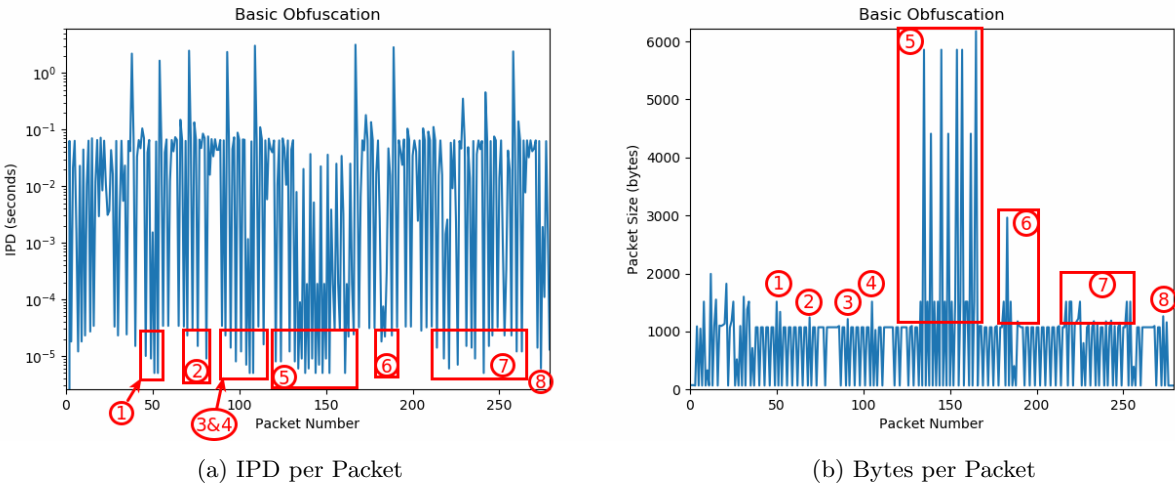 Basic Obfuscation
IPD (seconds)
10⁰
10⁻¹
10⁻²
10⁻³
10⁻⁴
10⁻⁵
0 50 100 150 200 250
Packet Number
1
2
3&4
5
6
7
8
(a) IPD per Packet
Basic Obfuscation
Packet Size (bytes)
6000
5000
4000
3000
2000
1000
0
0 50 100 150 200 250
Packet Number
1
2
3
4
5
6
7
8
(b) Bytes per Packet